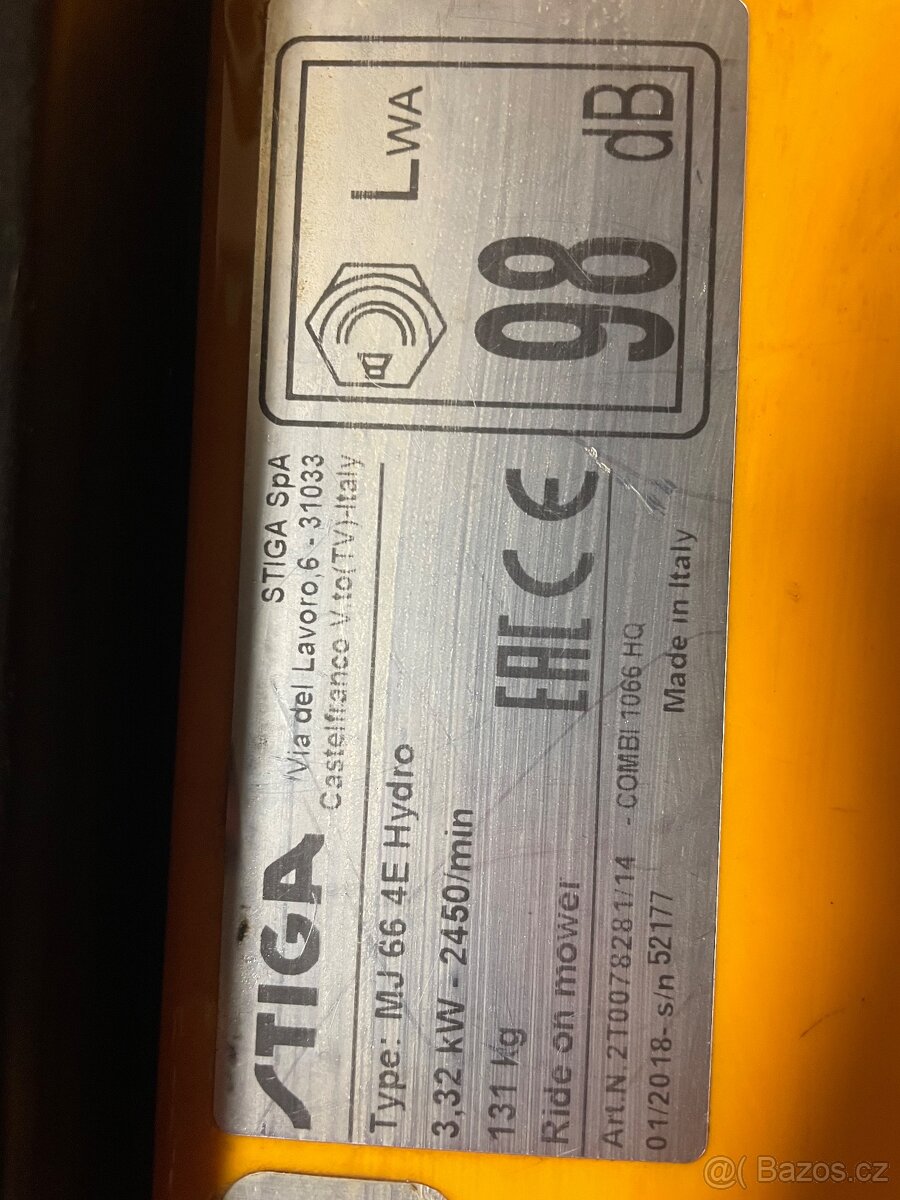 STIGA
STIGA SpA
Via del Lavoro,6 - 31033
Castelfranco V.to(TV)-Italy
Type: MJ 66 4E Hydro
3,32 kW - 2450/min
131 kg
Ride on mower
EAC CE
Art.N. 2T0078281/14 - COMBI 1066 HQ
01/2018- s/n 52177
Made in Italy
LWA
98
dB
@( Bazos.cz